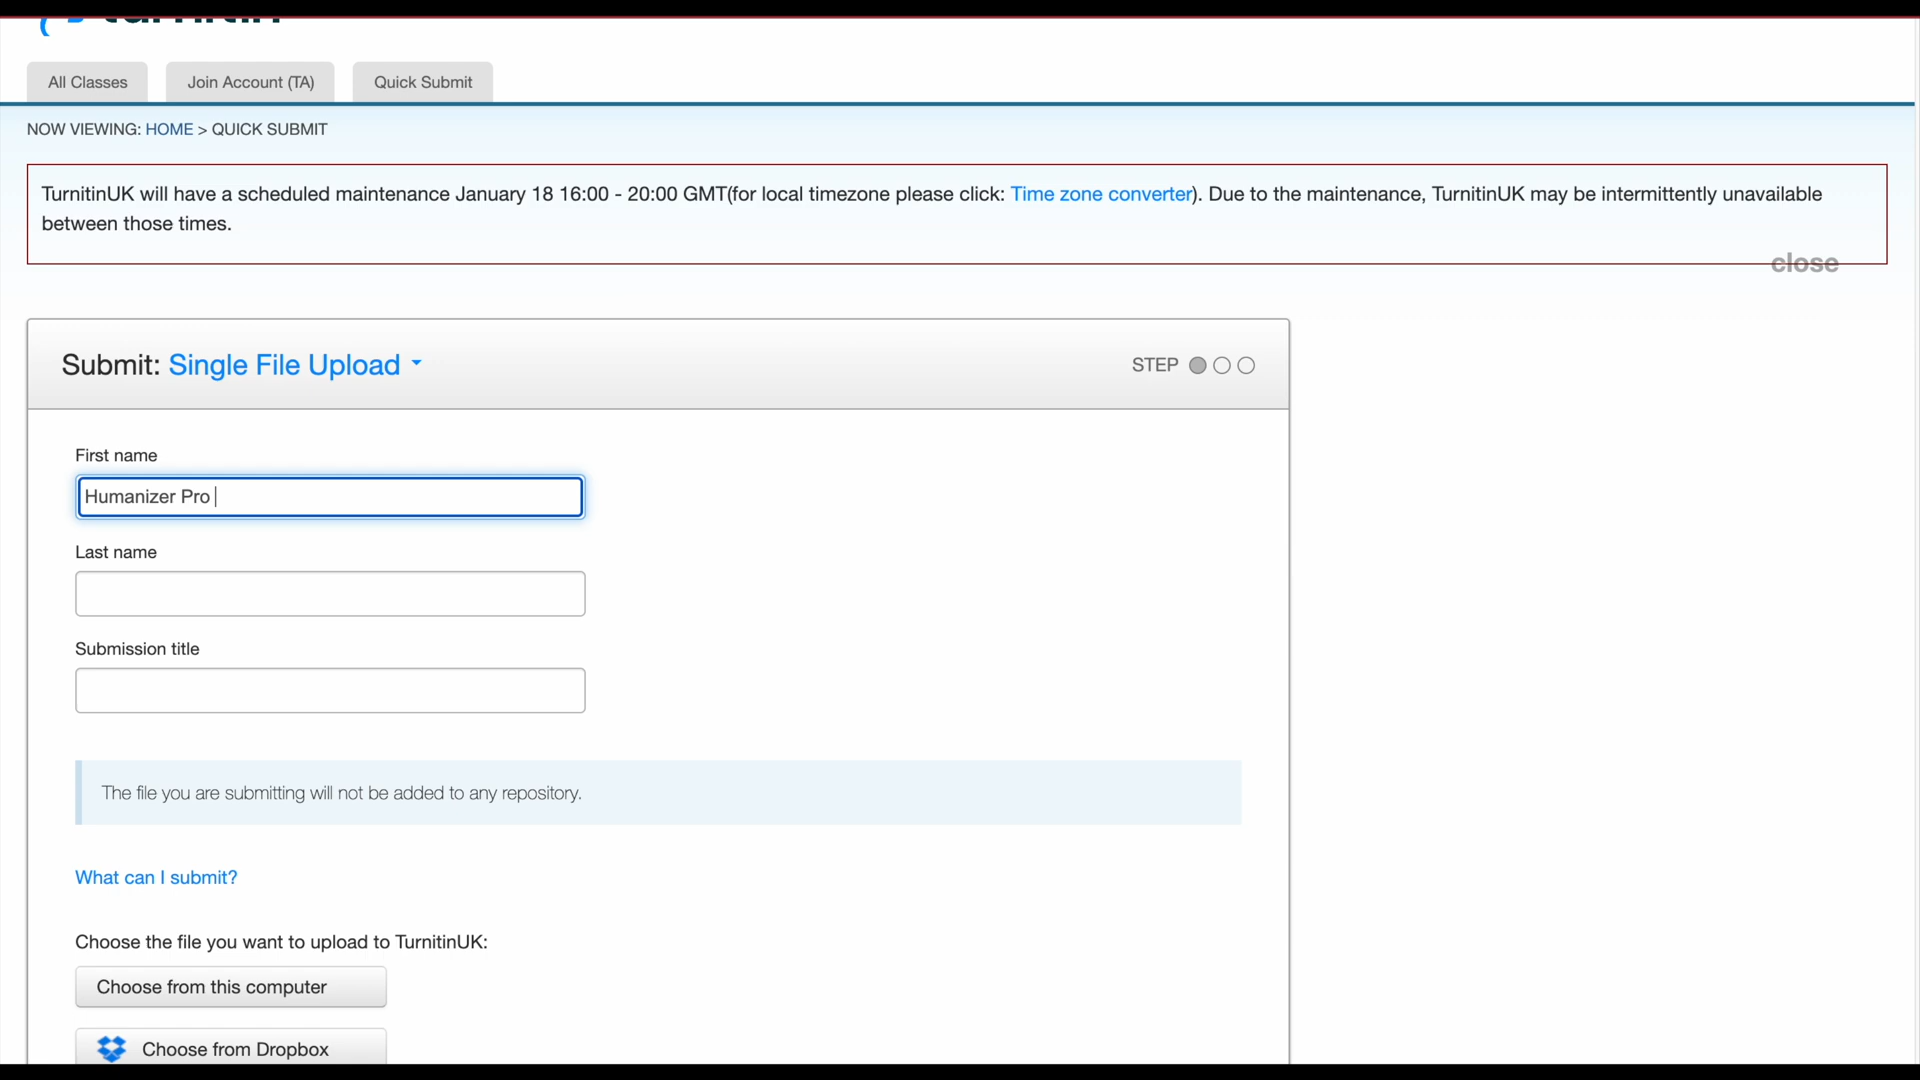 turnitin
All Classes
Join Account (TA)
Quick Submit
NOW VIEWING: HOME > QUICK SUBMIT
TurnitinUK will have a scheduled maintenance January 18 16:00 - 20:00 GMT(for local timezone please click: Time zone converter). Due to the maintenance, TurnitinUK may be intermittently unavailable
between those times.
close
Submit: Single File Upload
STEP
First name
Humanizer Pro
Last name
Submission title
The file you are submitting will not be added to any repository.
What can I submit?
Choose the file you want to upload to TurnitinUK:
Choose from this computer
Choose from Dropbox